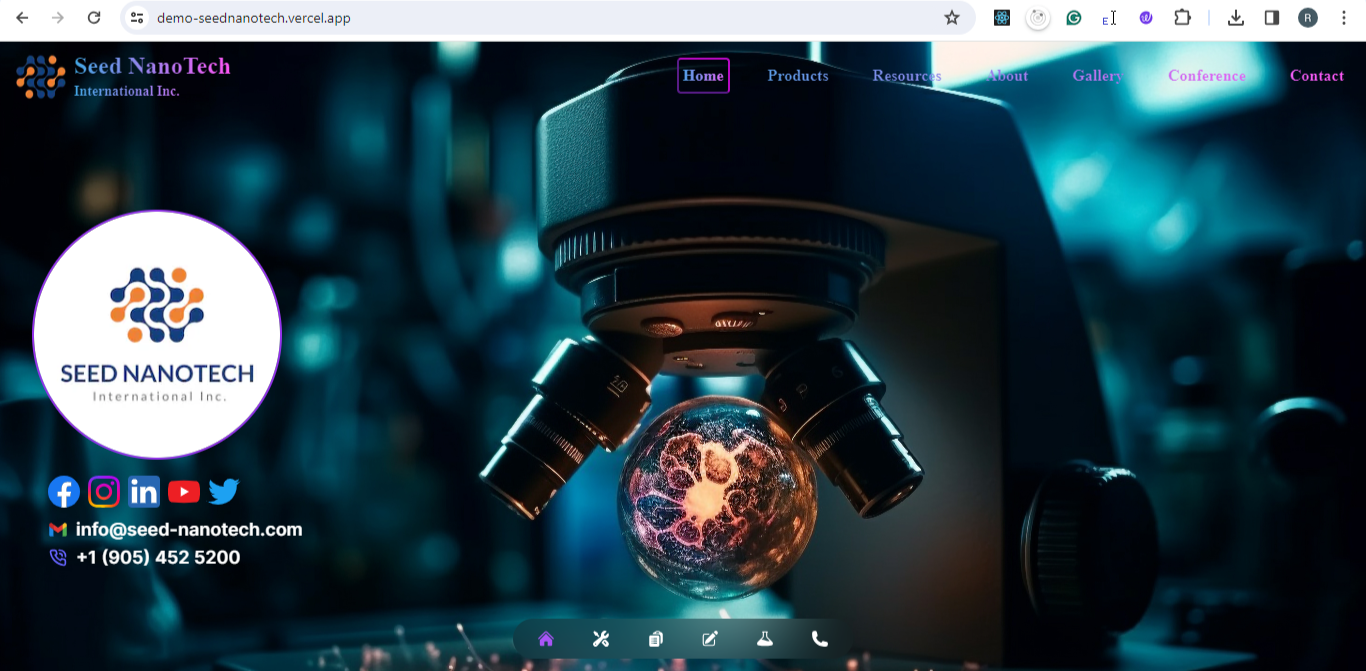 demo-seednanotech.vercel.app
R
Seed NanoTech
International Inc.
Home Products Resources About Gallery Conference Contact
SEED NANOTECH
International Inc.
info@seed-nanotech.com
+1 (905) 452 5200